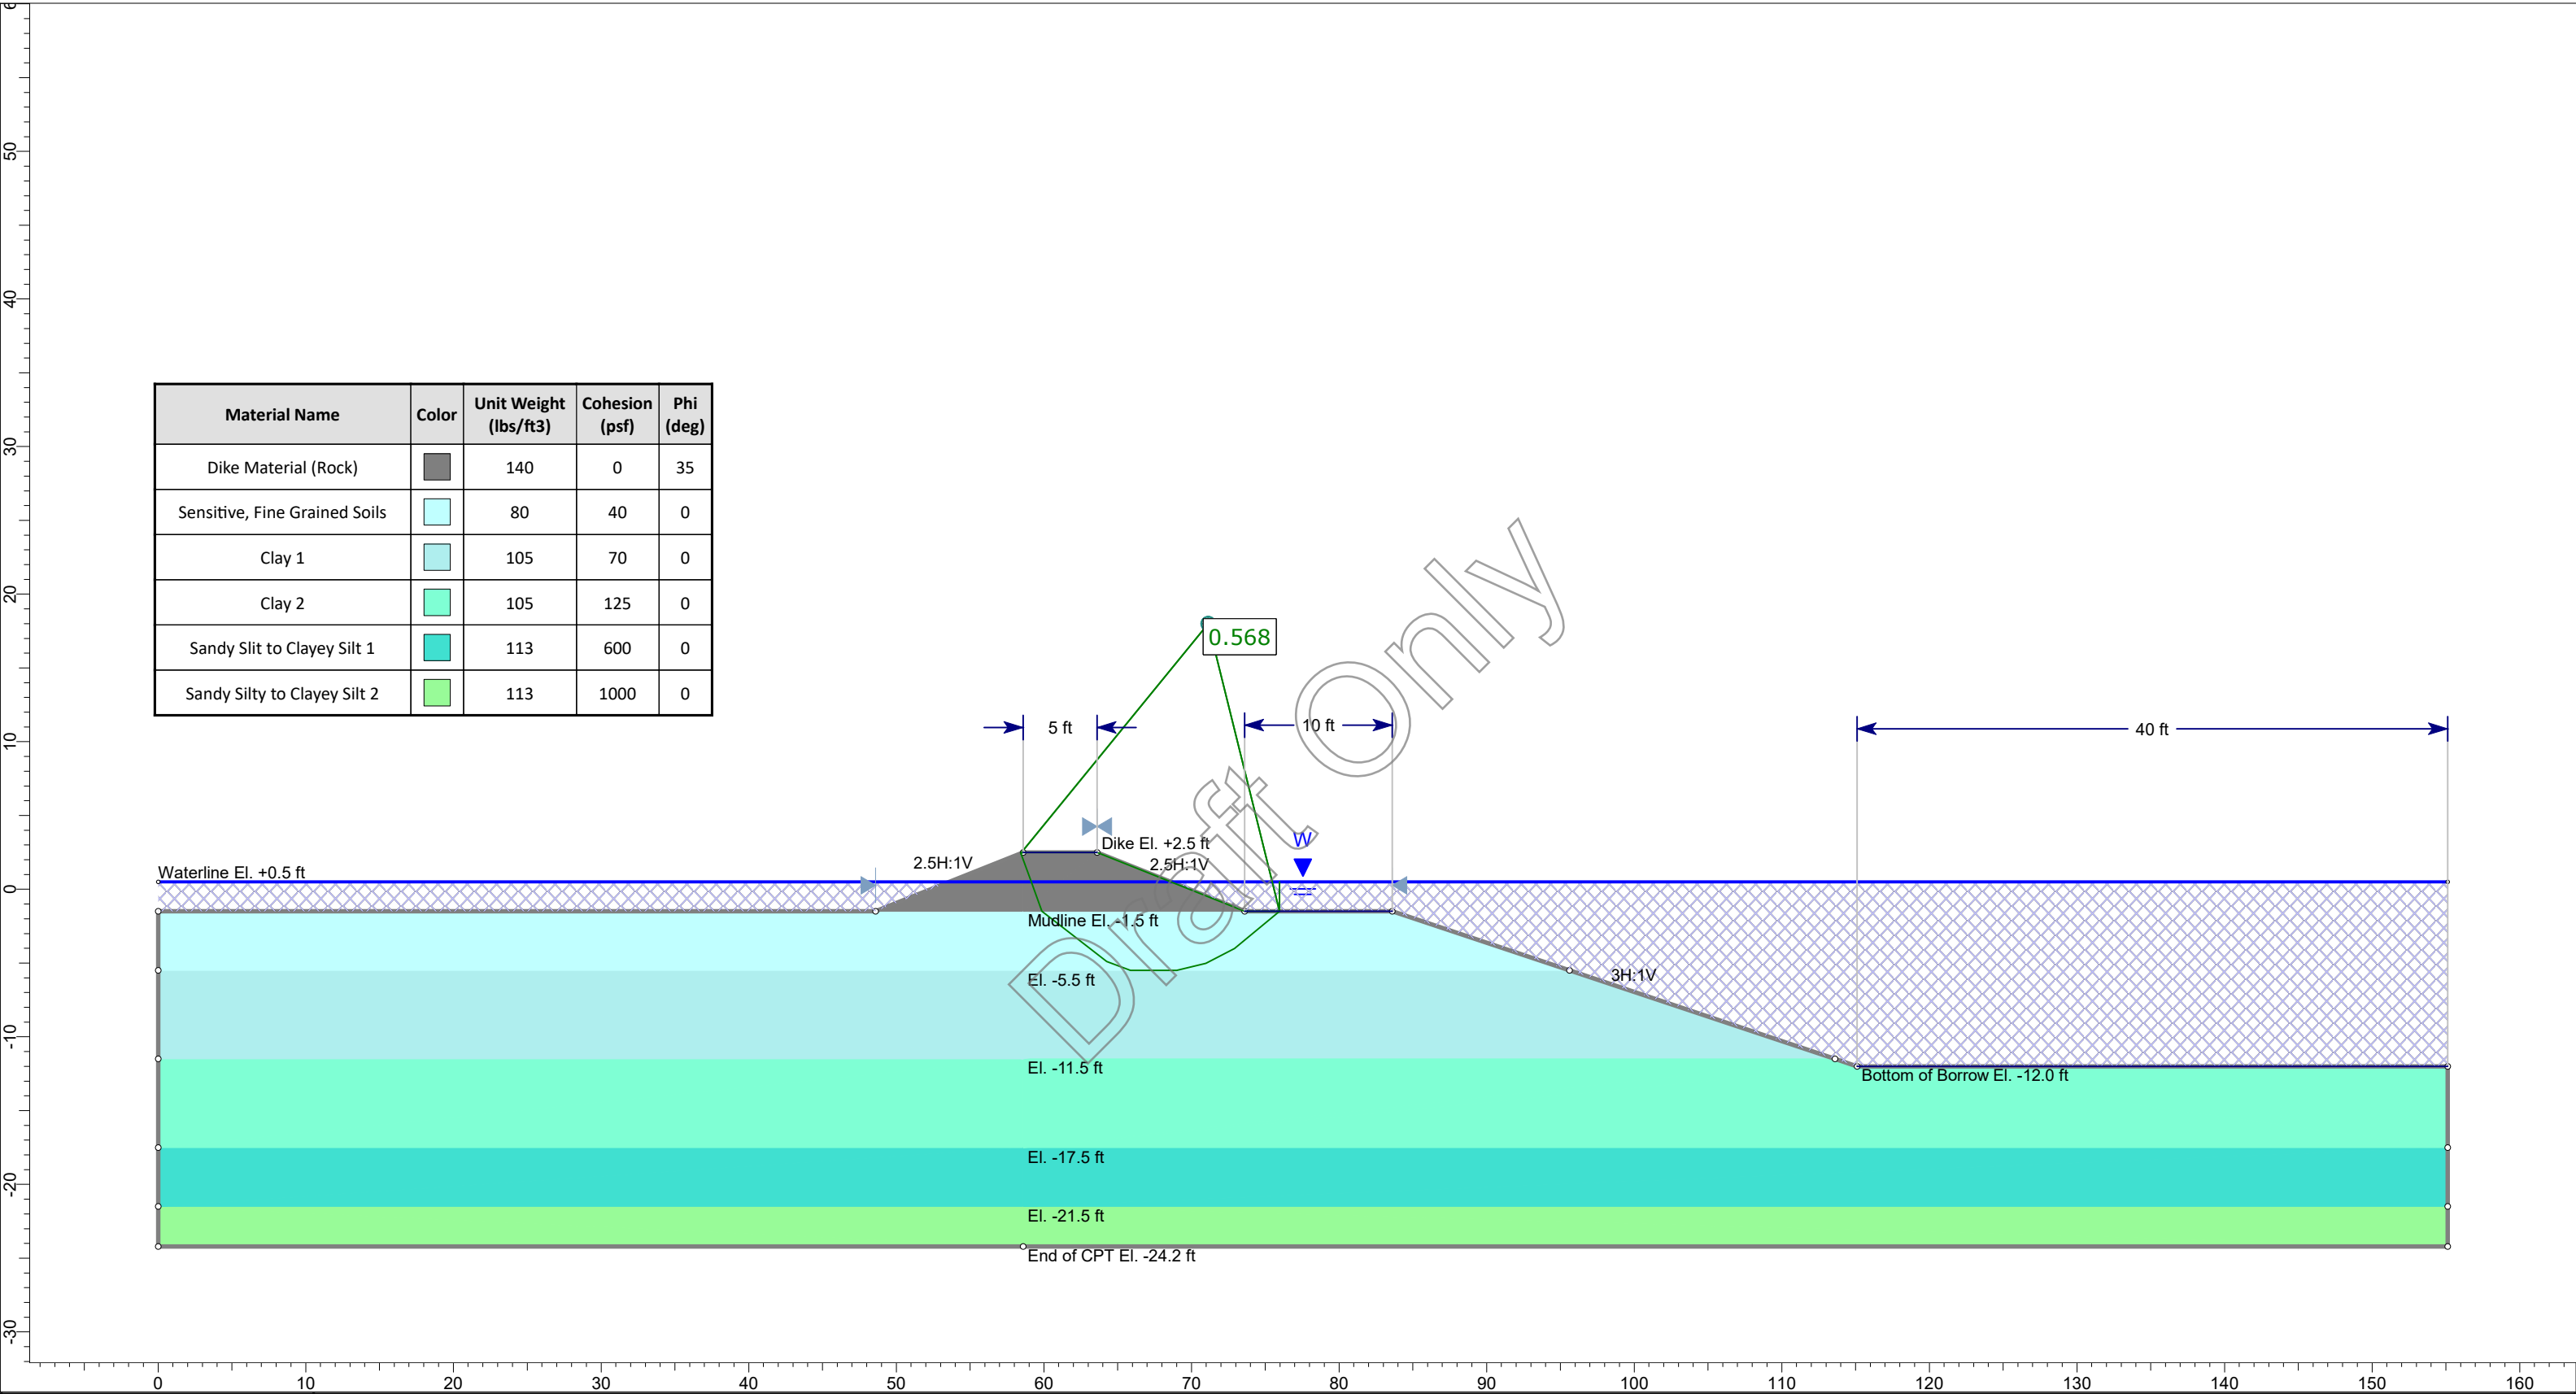 6
50
40
30
20
10
0
-10
-20
-30
Material Name Color Unit Weight (lbs/ft3) Cohesion (psf) Phi (deg)
Dike Material (Rock) 140 0 35
Sensitive, Fine Grained Soils 80 40 0
Clay 1 105 70 0
Clay 2 105 125 0
Sandy Slit to Clayey Silt 1 113 600 0
Sandy Silty to Clayey Silt 2 113 1000 0
0.568
5 ft
10 ft
40 ft
Draft Only
W
Dike El. +2.5 ft
2.5H:1V
2.5H:1V
Waterline El. +0.5 ft
Mudline El. -1.5 ft
El. -5.5 ft
3H:1V
El. -11.5 ft
Bottom of Borrow El. -12.0 ft
El. -17.5 ft
El. -21.5 ft
End of CPT El. -24.2 ft
0 10 20 30 40 50 60 70 80 90 100 110 120 130 140 150 160